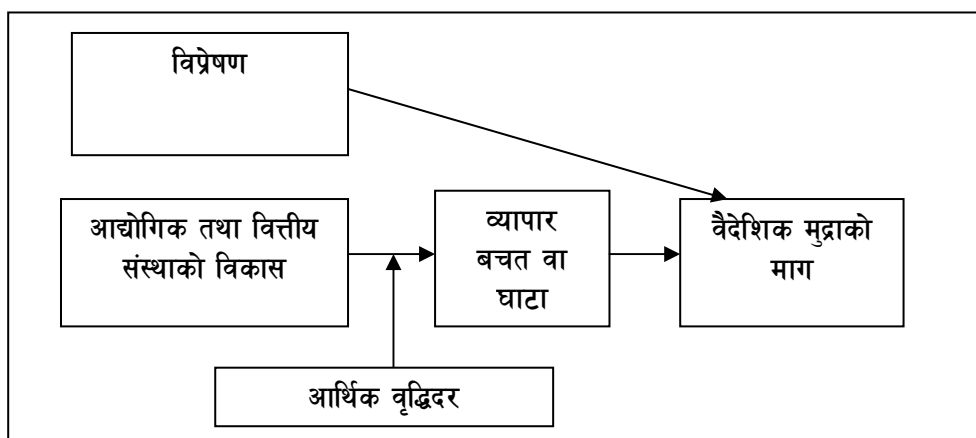 विप्रेषण
आद्योगिक तथा वित्तीय
संस्थाको विकास
व्यापार
बचत वा
घाटा
वैदेशिक मुद्राको
माग
आर्थिक वृद्धिदर